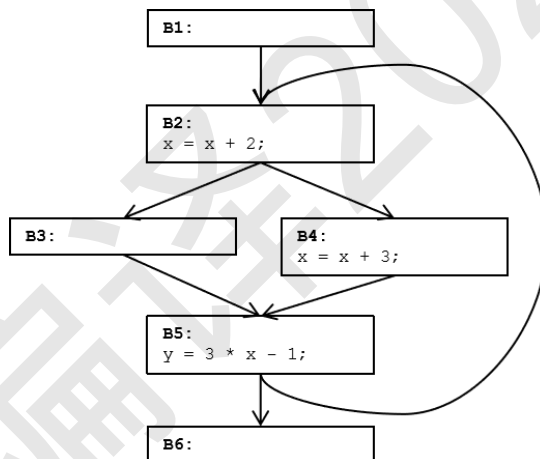 B1:
B2:
x = x + 2;
B3:
B4:
x = x + 3;
B5:
y = 3 * x - 1;
B6: